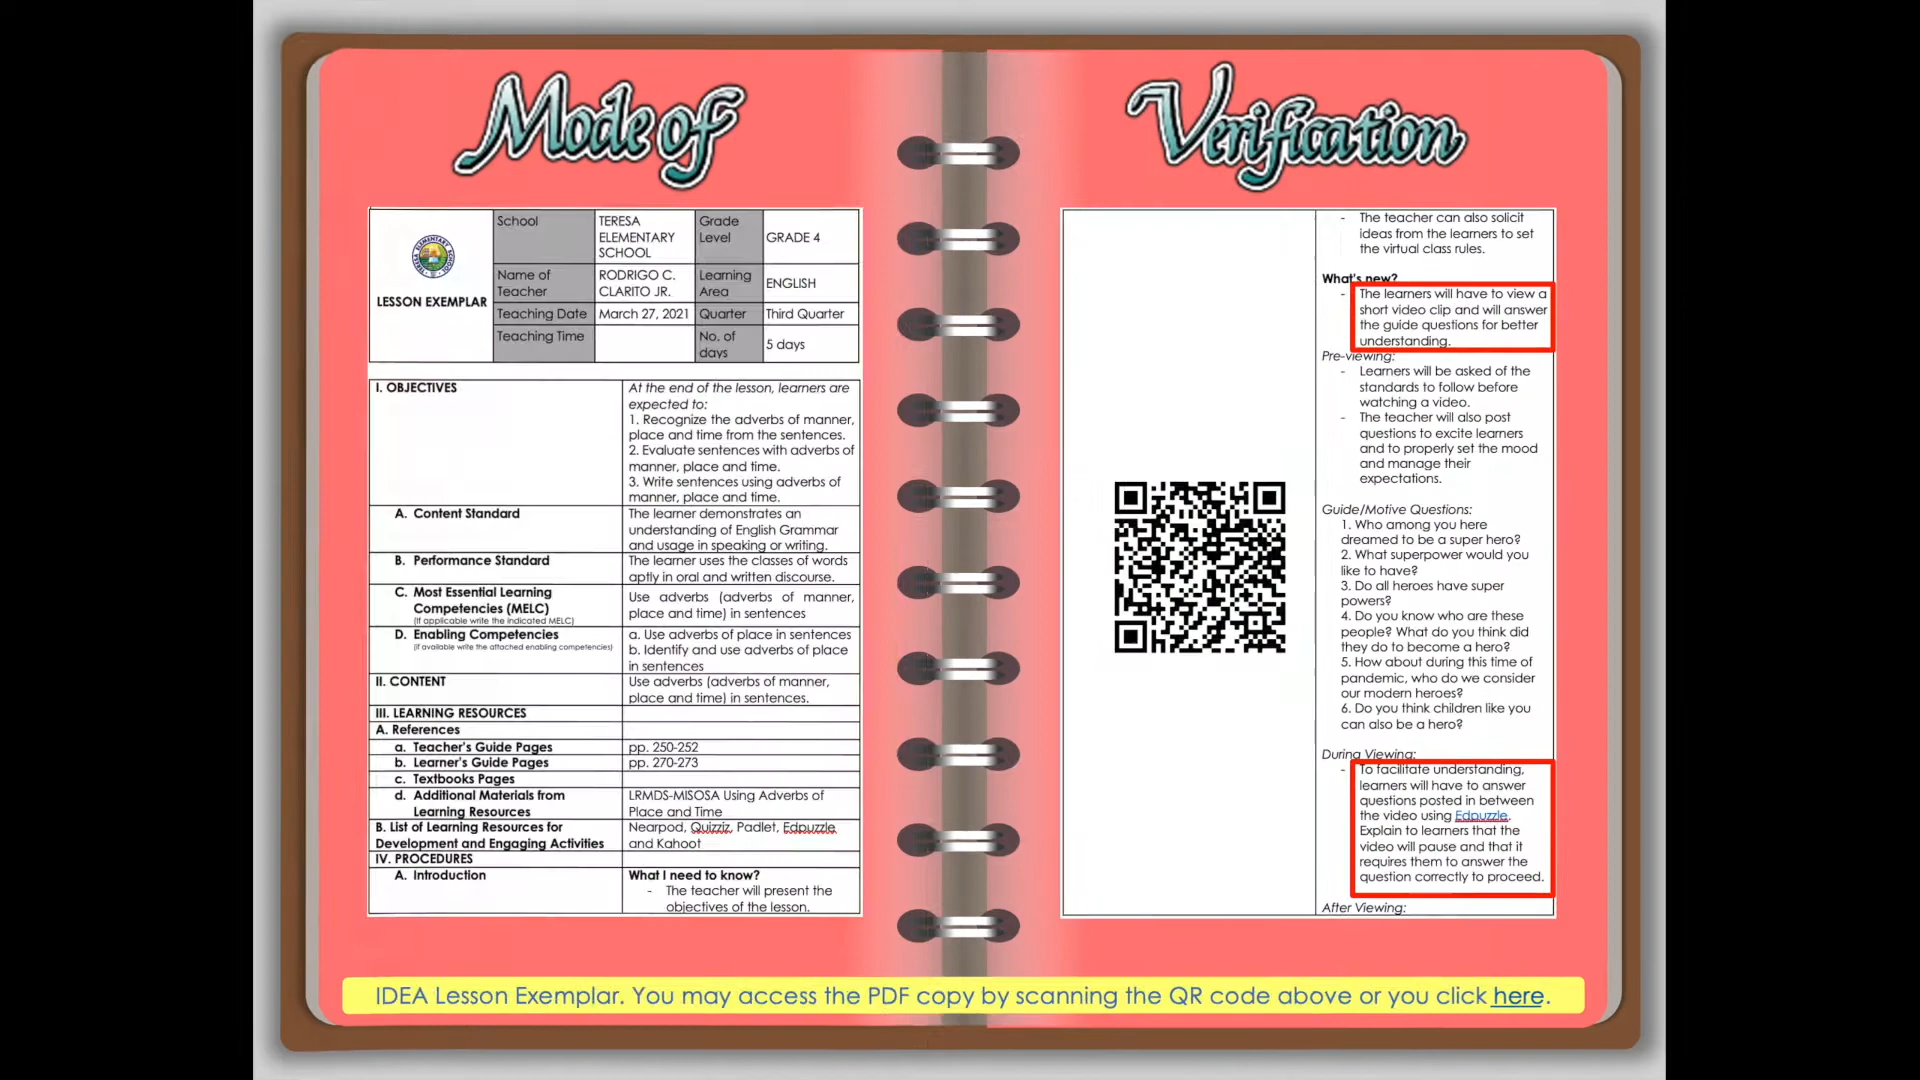 Mode of
Verification
LESSON EXEMPLAR
School
TERESA
ELEMENTARY
SCHOOL
Grade
Level
GRADE 4
Name of
Teacher
RODRIGO C.
CLARITO JR.
Learning
Area
ENGLISH
Teaching Date
March 27, 2021
Quarter
Third Quarter
Teaching Time
No. of
days
5 days
I. OBJECTIVES
At the end of the lesson, learners are
expected to:
1. Recognize the adverbs of manner,
place and time from the sentences.
2. Evaluate sentences with adverbs of
manner, place and time.
3. Write sentences using adverbs of
manner, place and time.
A. Content Standard
The learner demonstrates an
understanding of English Grammar
and usage in speaking or writing.
B. Performance Standard
The learner uses the classes of words
aptly in oral and written discourse.
C. Most Essential Learning
Competencies (MELC)
(If applicable write the indicated MELC)
Use adverbs (adverbs of manner,
place and time) in sentences
D. Enabling Competencies
(If available write the attached enabling competencies)
a. Use adverbs of place in sentences
b. Identify and use adverbs of place
in sentences
II. CONTENT
Use adverbs (adverbs of manner,
place and time) in sentences.
III. LEARNING RESOURCES
A. References
a. Teacher's Guide Pages
pp. 250-252
b. Learner's Guide Pages
pp. 270-273
c. Textbooks Pages
d. Additional Materials from
Learning Resources
LRMDS-MISOSA Using Adverbs of
Place and Time
B. List of Learning Resources for
Development and Engaging Activities
Nearpod, Quizziz, Padlet, Edpuzzle
and Kahoot
IV. PROCEDURES
A. Introduction
What I need to know?
- The teacher will present the
objectives of the lesson.
- The teacher can also solicit
ideas from the learners to set
the virtual class rules.
What's new?
- The learners will have to view a
short video clip and will answer
the guide questions for better
understanding.
Pre-viewing:
- Learners will be asked of the
standards to follow before
watching a video.
- The teacher will also post
questions to excite learners
and to properly set the mood
and manage their
expectations.
Guide/Motive Questions:
1. Who among you here
dreamed to be a super hero?
2. What superpower would you
like to have?
3. Do all heroes have super
powers?
4. Do you know who are these
people? What do you think did
they do to become a hero?
5. How about during this time of
pandemic, who do we consider
our modern heroes?
6. Do you think children like you
can also be a hero?
During Viewing:
- To facilitate understanding,
learners will have to answer
questions posted in between
the video using Edpuzzle.
Explain to learners that the
video will pause and that it
requires them to answer the
question correctly to proceed.
After Viewing:
IDEA Lesson Exemplar. You may access the PDF copy by scanning the QR code above or you click here.